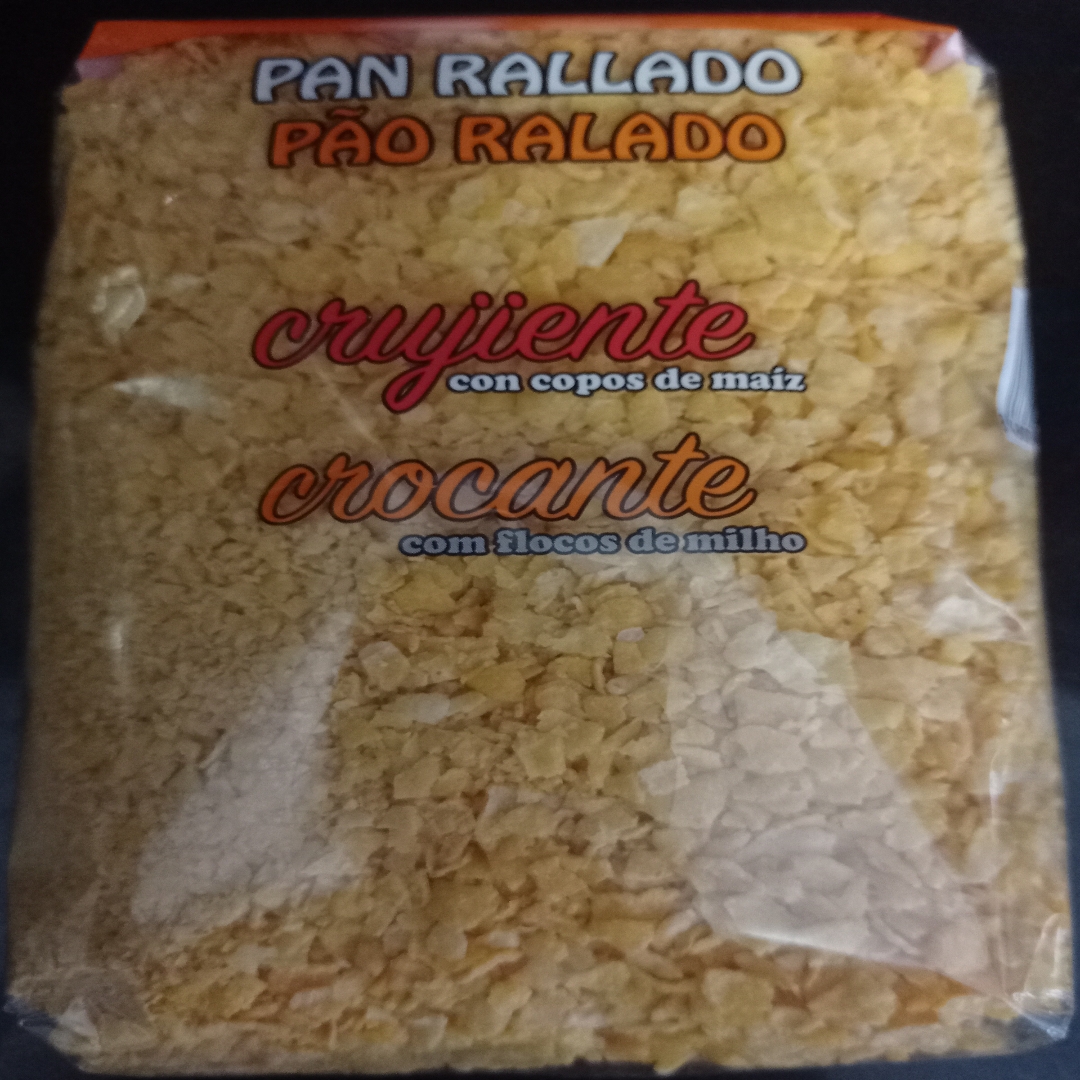 PAN RALLADO
PÃO RALADO
crujiente
con copos de maíz
crocante
com flocos de milho